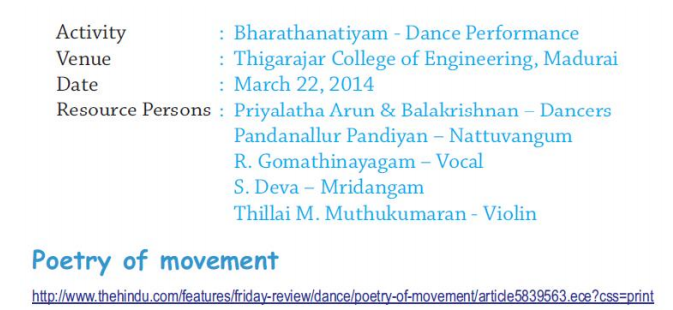 Activity : Bharathanatiyam - Dance Performance
Venue : Thigarajar College of Engineering, Madurai
Date : March 22, 2014
Resource Persons : Priyalatha Arun & Balakrishnan – Dancers
Pandanallur Pandiyan – Nattuvangum
R. Gomathinayagam – Vocal
S. Deva – Mridangam
Thillai M. Muthukumaran - Violin
Poetry of movement
http://www.thehindu.com/features/friday-review/dance/poetry-of-movement/article5839563.ece?css=print